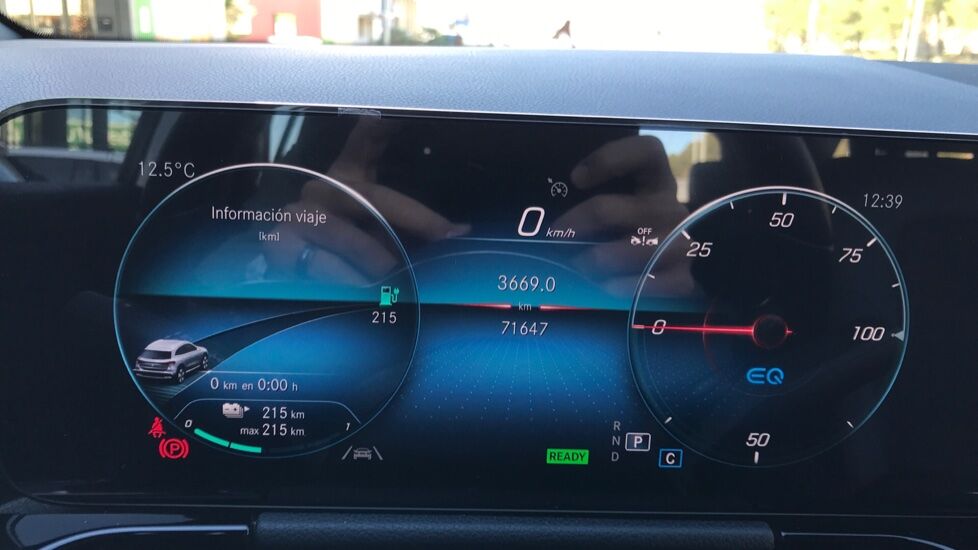 12.5°C
Información viaje
[km]
215
0 km en 0:00 h
215 km
max 215 km
0
1
P
0 km/h
3669.0
km
71647
READY
R
N
D
P
C
OFF
12:39
0
25
50
75
100
50
EQ